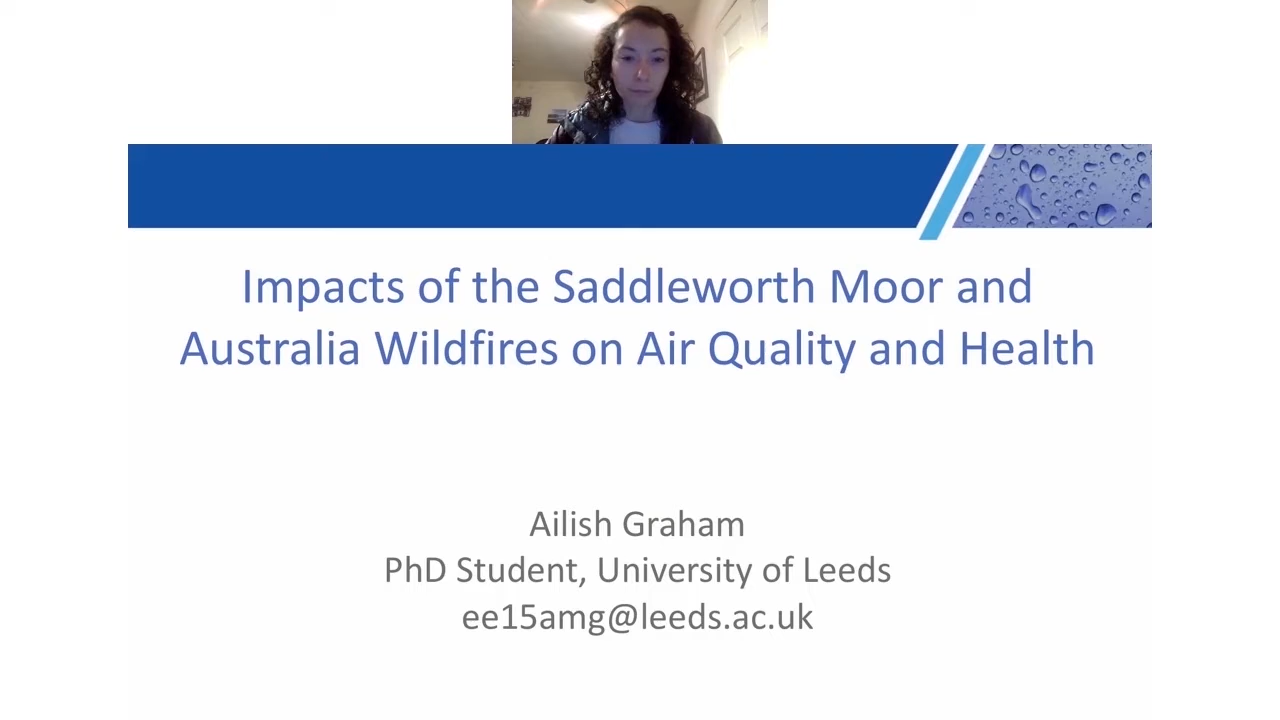 Impacts of the Saddleworth Moor and
Australia Wildfires on Air Quality and Health
Ailish Graham
PhD Student, University of Leeds
ee15amg@leeds.ac.uk